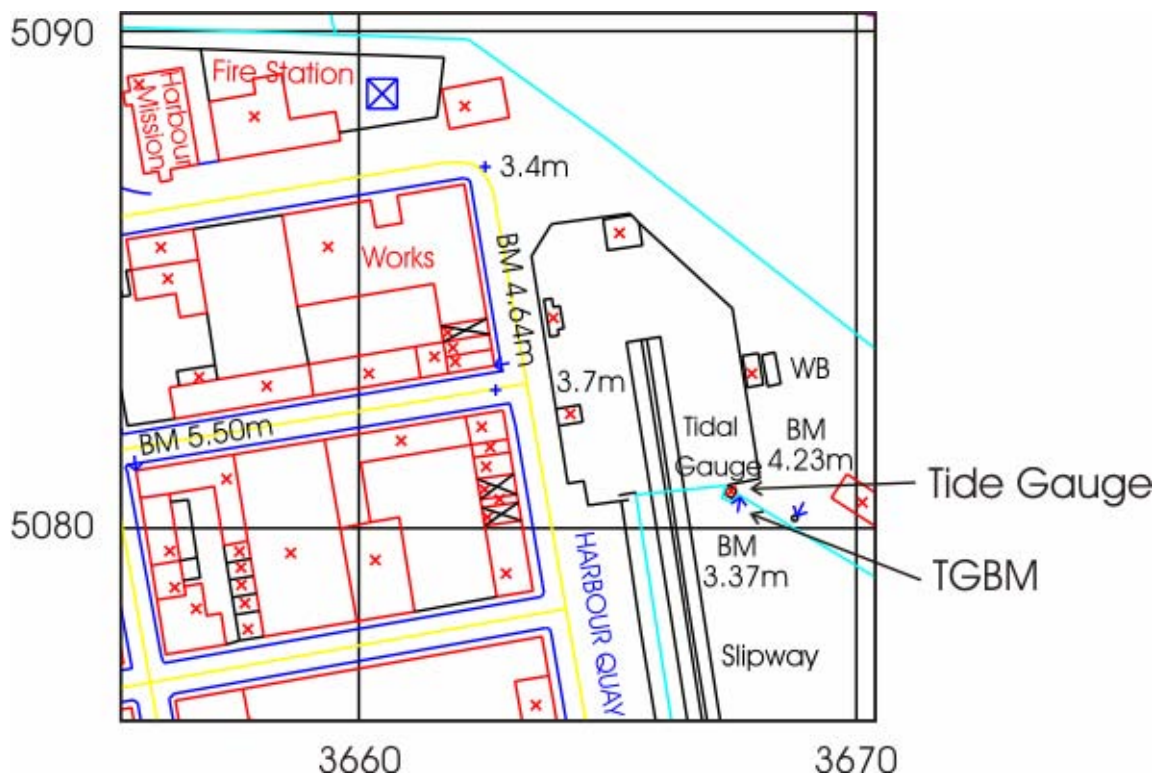 5090
Fire Station
Harbour
Mission
3.4m
Works
BM 4.64m
3.7m
WB
BM 5.50m
Tidal
Gauge
BM
4.23m
Tide Gauge
5080
BM
3.37m
TGBM
HARBOUR QUAY
Slipway
3660
3670